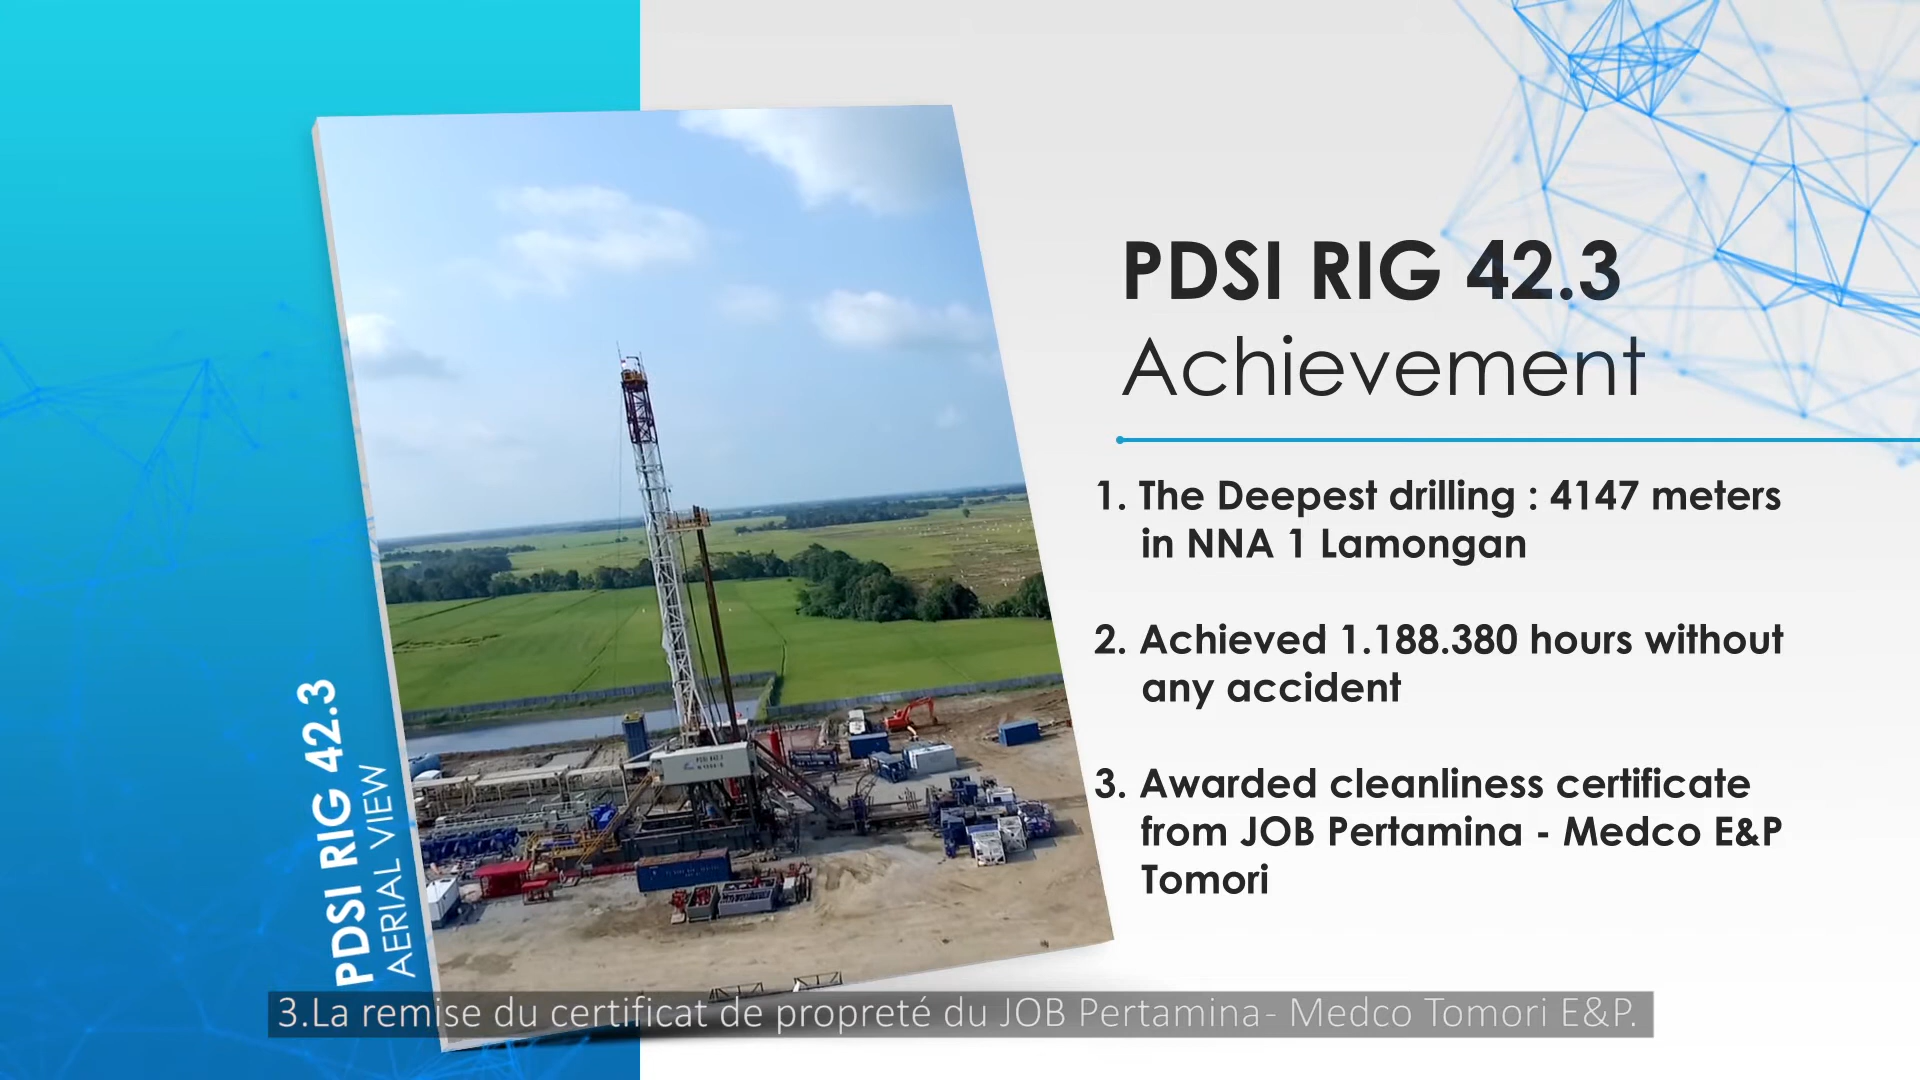 PDSI RIG 42.3
Achievement
1. The Deepest drilling : 4147 meters
in NNA 1 Lamongan
2. Achieved 1.188.380 hours without
any accident
3. Awarded cleanliness certificate
from JOB Pertamina - Medco E&P
Tomori
PDSI RIG 42.3
AERIAL VIEW
3.La remise du certificat de propreté du JOB Pertamina- Medco Tomori E&P.